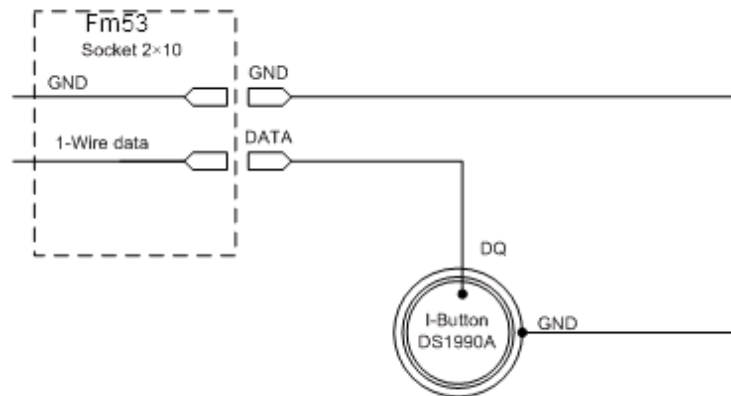 Fm53
Socket 2×10
GND
GND
1-Wire data
DATA
DQ
I-Button
DS1990A
GND